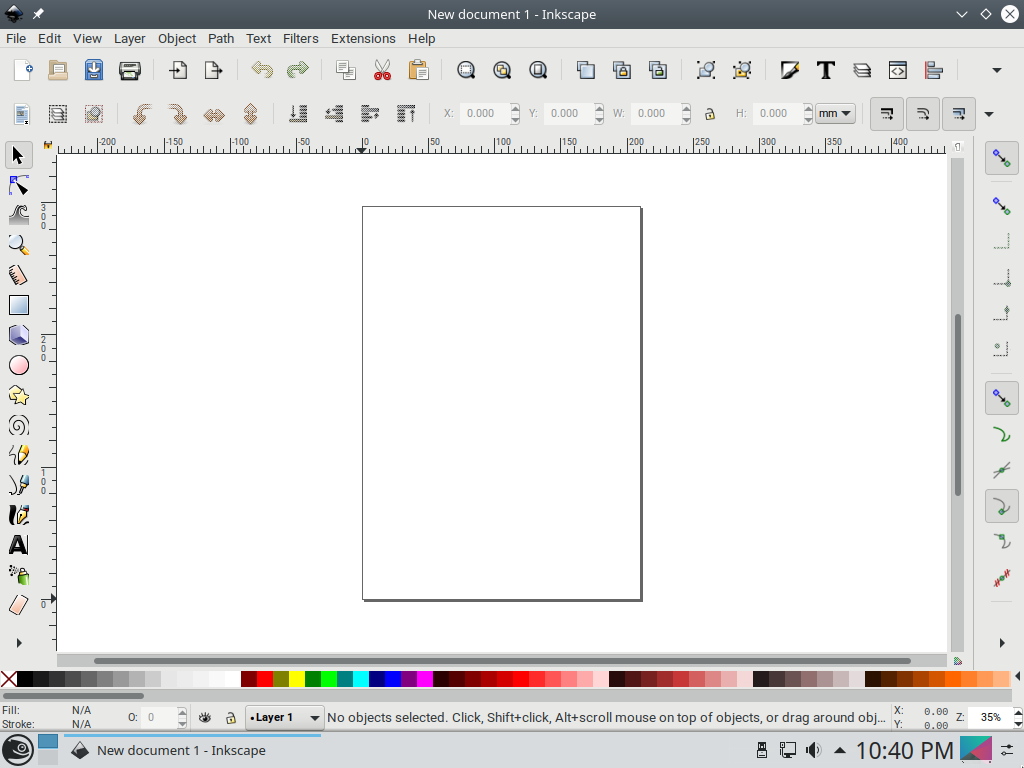 New document 1 - Inkscape
File Edit View Layer Object Path Text Filters Extensions Help
X: 0.000 Y: 0.000 W: 0.000 H: 0.000 mm
-200 -150 -100 -50 0 50 100 150 200 250 300 350 400
300
200
100
0
Fill: N/A
Stroke: N/A
O: 0
•Layer 1
No objects selected. Click, Shift+click, Alt+scroll mouse on top of objects, or drag around obj...
X: 0.00
Y: 0.00
Z: 35%
New document 1 - Inkscape
10:40 PM